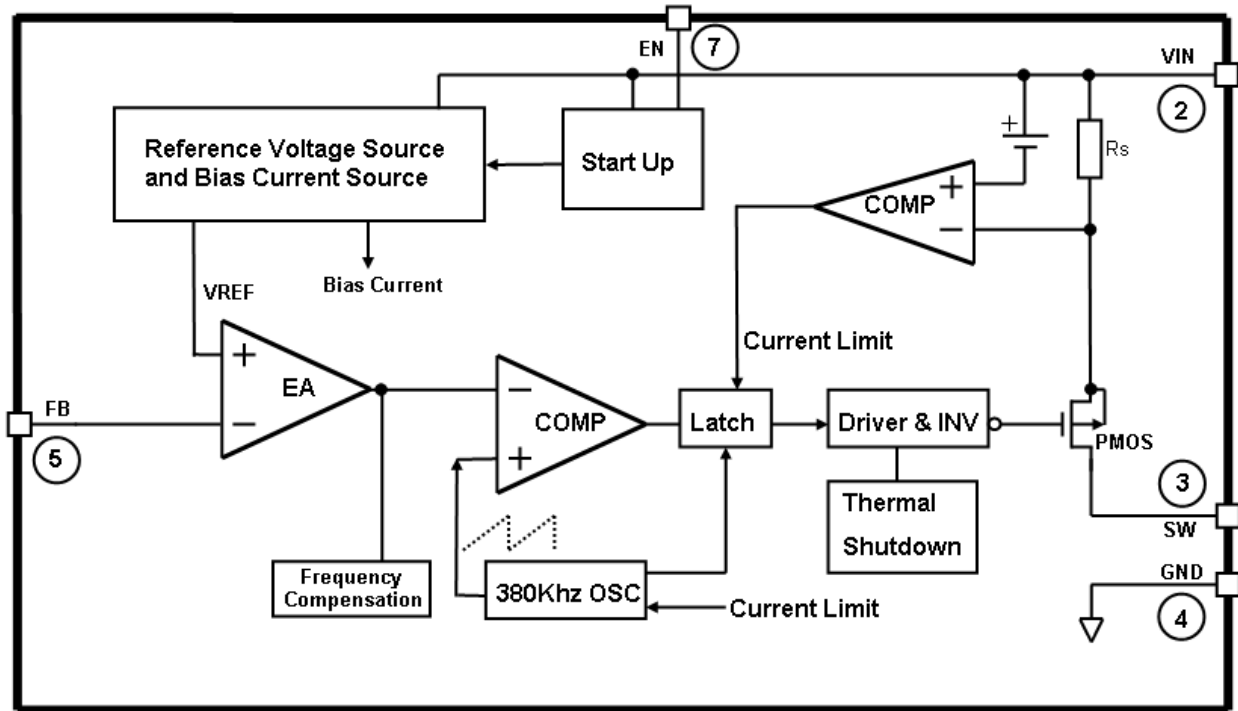 EN
7
VIN
2
Reference Voltage Source
and Bias Current Source
Start Up
+
Rs
+
COMP
−
Bias Current
VREF
Current Limit
+
EA
−
FB
5
−
COMP
+
Latch
Driver & INV
PMOS
3
SW
Thermal
Shutdown
Frequency
Compensation
380Khz OSC
Current Limit
GND
4